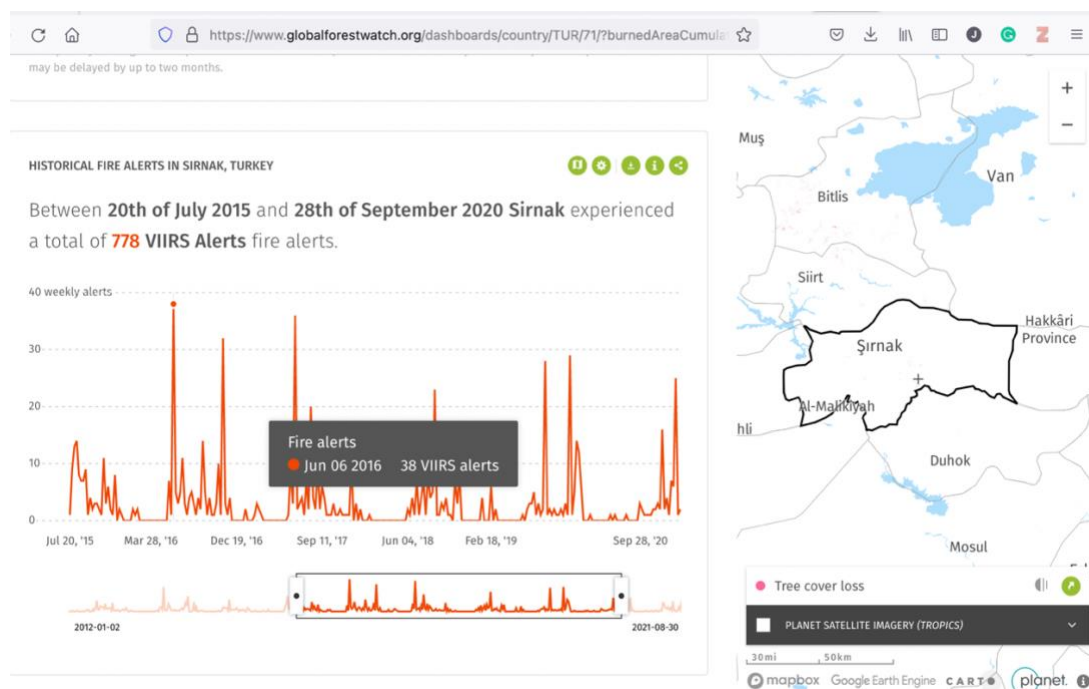 https://www.globalforestwatch.org/dashboards/country/TUR/71/?burnedAreaCumula
may be delayed by up to two months.
HISTORICAL FIRE ALERTS IN SIRNAK, TURKEY
Between 20th of July 2015 and 28th of September 2020 Sirnak experienced
a total of 778 VIIRS Alerts fire alerts.
40 weekly alerts
30
20
10
0
Fire alerts
Jun 06 2016 38 VIIRS alerts
Jul 20, '15 Mar 28, '16 Dec 19, '16 Sep 11, '17 Jun 04, '18 Feb 18, '19 Sep 28, '20
2012-01-02 2021-08-30
+
−
Muş
Van
Bitlis
Siirt
Hakkâri
Province
Şırnak
Al-Malikiyah
hli
Duhok
Mosul
Tree cover loss
PLANET SATELLITE IMAGERY (TROPICS)
30mi 50km
mapbox Google Earth Engine CARTO planet.